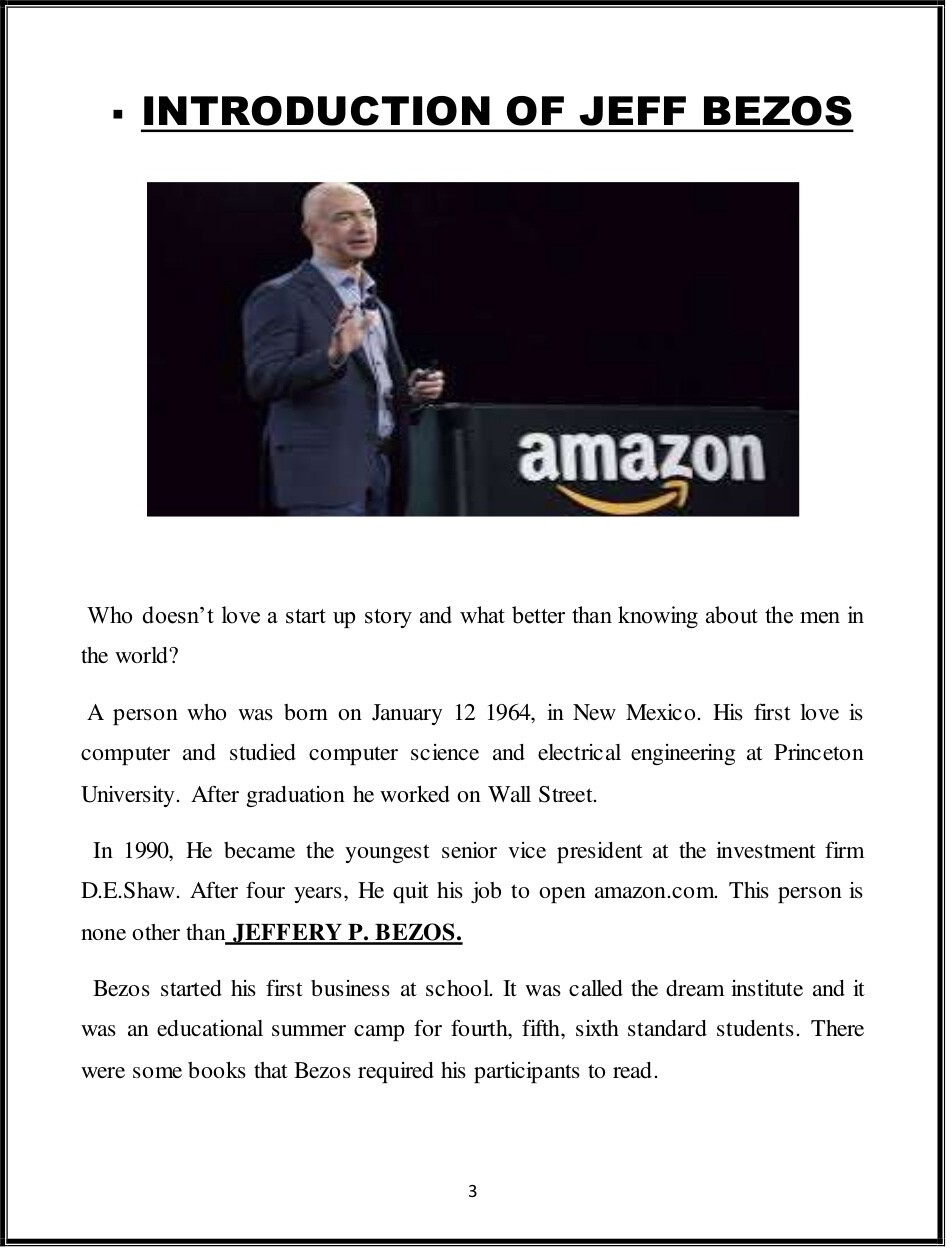 ▪ INTRODUCTION OF JEFF BEZOS
amazon
Who doesn’t love a start up story and what better than knowing about the men in
the world?
A person who was born on January 12 1964, in New Mexico. His first love is
computer and studied computer science and electrical engineering at Princeton
University. After graduation he worked on Wall Street.
In 1990, He became the youngest senior vice president at the investment firm
D.E.Shaw. After four years, He quit his job to open amazon.com. This person is
none other than JEFFERY P. BEZOS.
Bezos started his first business at school. It was called the dream institute and it
was an educational summer camp for fourth, fifth, sixth standard students. There
were some books that Bezos required his participants to read.
3